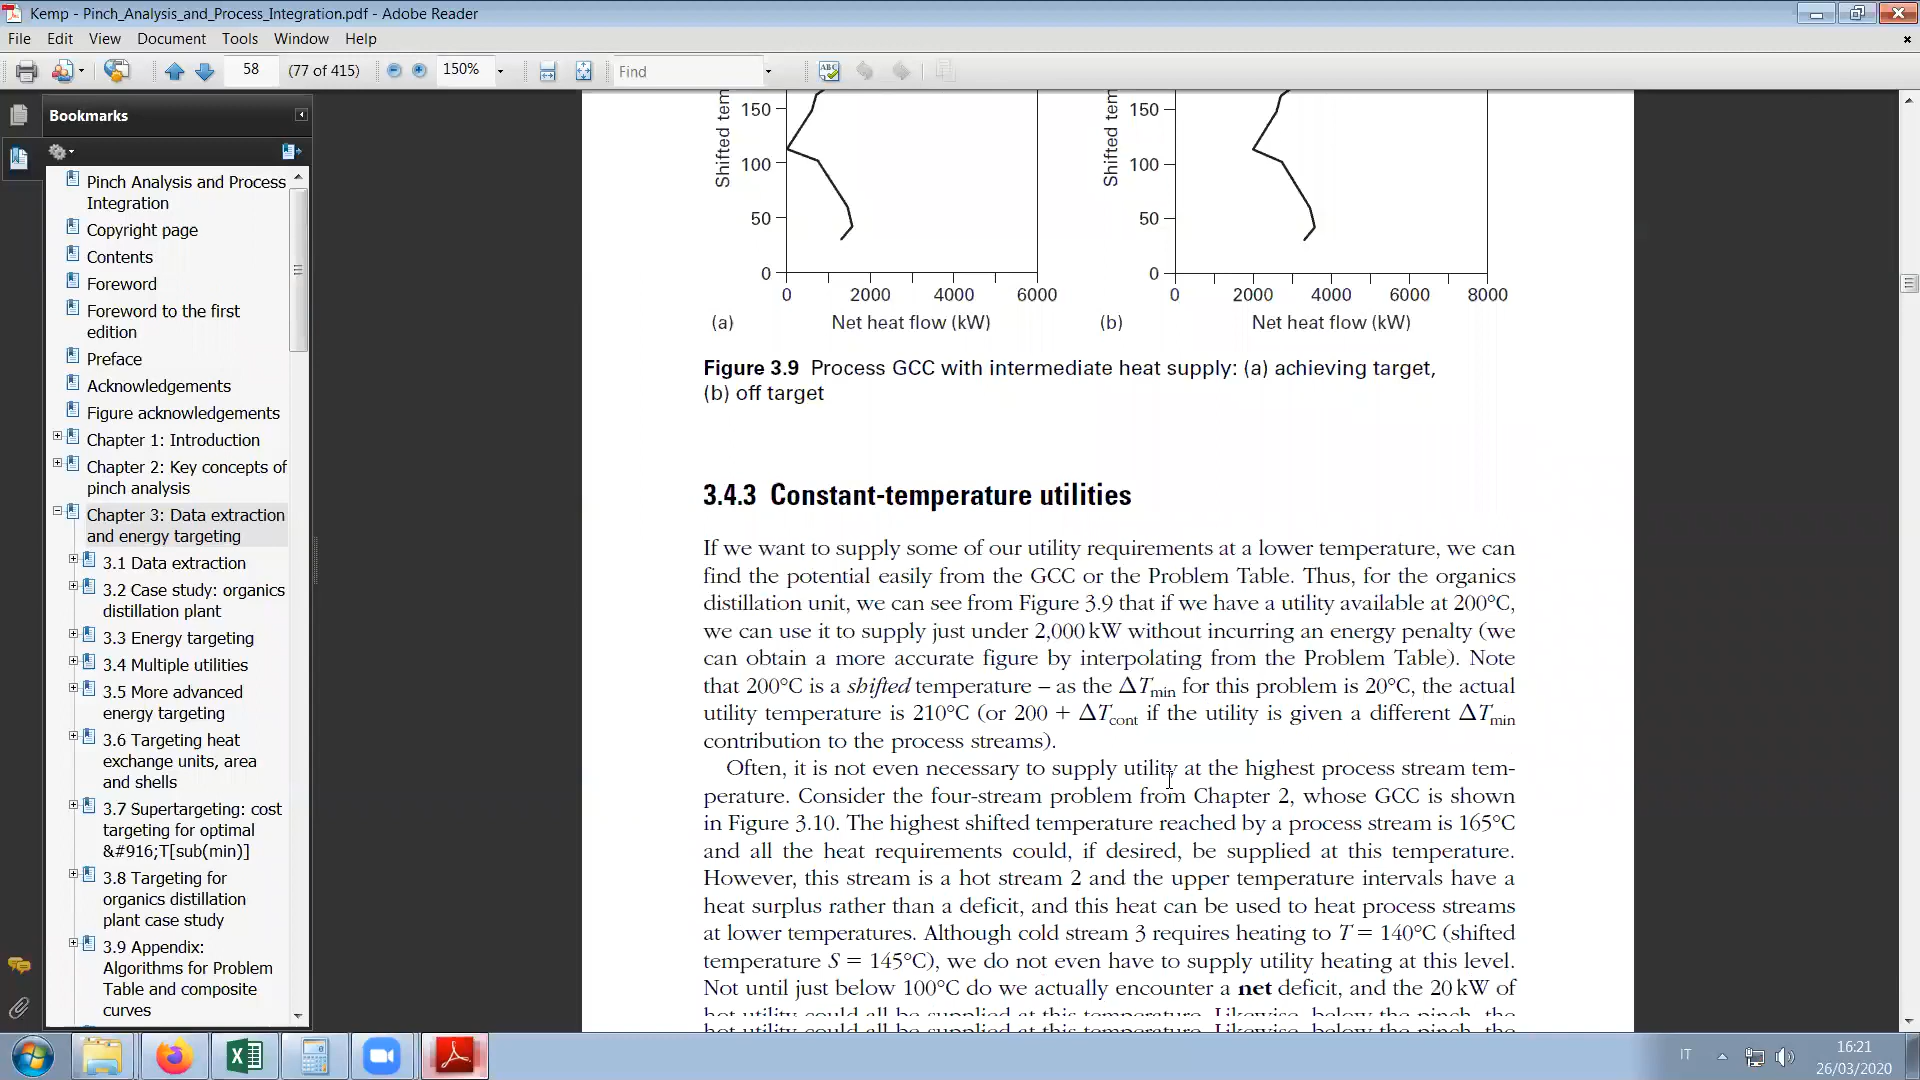 Kemp - Pinch_Analysis_and_Process_Integration.pdf - Adobe Reader
File Edit View Document Tools Window Help
58 (77 of 415) 150% Find
Bookmarks
Pinch Analysis and Process
Integration
Copyright page
Contents
Foreword
Foreword to the first
edition
Preface
Acknowledgements
Figure acknowledgements
Chapter 1: Introduction
Chapter 2: Key concepts of
pinch analysis
Chapter 3: Data extraction
and energy targeting
3.1 Data extraction
3.2 Case study: organics
distillation plant
3.3 Energy targeting
3.4 Multiple utilities
3.5 More advanced
energy targeting
3.6 Targeting heat
exchange units, area
and shells
3.7 Supertargeting: cost
targeting for optimal
&#916;T[sub(min)]
3.8 Targeting for
organics distillation
plant case study
3.9 Appendix:
Algorithms for Problem
Table and composite
curves
Shifted tem
150
100
50
0
0 2000 4000 6000
(a) Net heat flow (kW)
Shifted tem
150
100
50
0
0 2000 4000 6000 8000
(b) Net heat flow (kW)
Figure 3.9 Process GCC with intermediate heat supply: (a) achieving target,
(b) off target
3.4.3 Constant-temperature utilities
If we want to supply some of our utility requirements at a lower temperature, we can
find the potential easily from the GCC or the Problem Table. Thus, for the organics
distillation unit, we can see from Figure 3.9 that if we have a utility available at 200°C,
we can use it to supply just under 2,000 kW without incurring an energy penalty (we
can obtain a more accurate figure by interpolating from the Problem Table). Note
that 200°C is a shifted temperature – as the ΔTmin for this problem is 20°C, the actual
utility temperature is 210°C (or 200 + ΔTcont if the utility is given a different ΔTmin
contribution to the process streams).
Often, it is not even necessary to supply utility at the highest process stream tem-
perature. Consider the four-stream problem from Chapter 2, whose GCC is shown
in Figure 3.10. The highest shifted temperature reached by a process stream is 165°C
and all the heat requirements could, if desired, be supplied at this temperature.
However, this stream is a hot stream 2 and the upper temperature intervals have a
heat surplus rather than a deficit, and this heat can be used to heat process streams
at lower temperatures. Although cold stream 3 requires heating to T = 140°C (shifted
temperature S = 145°C), we do not even have to supply utility heating at this level.
Not until just below 100°C do we actually encounter a net deficit, and the 20 kW of
hot utility could all be supplied at this temperature. Likewise, below the pinch, the
IT
16:21
26/03/2020